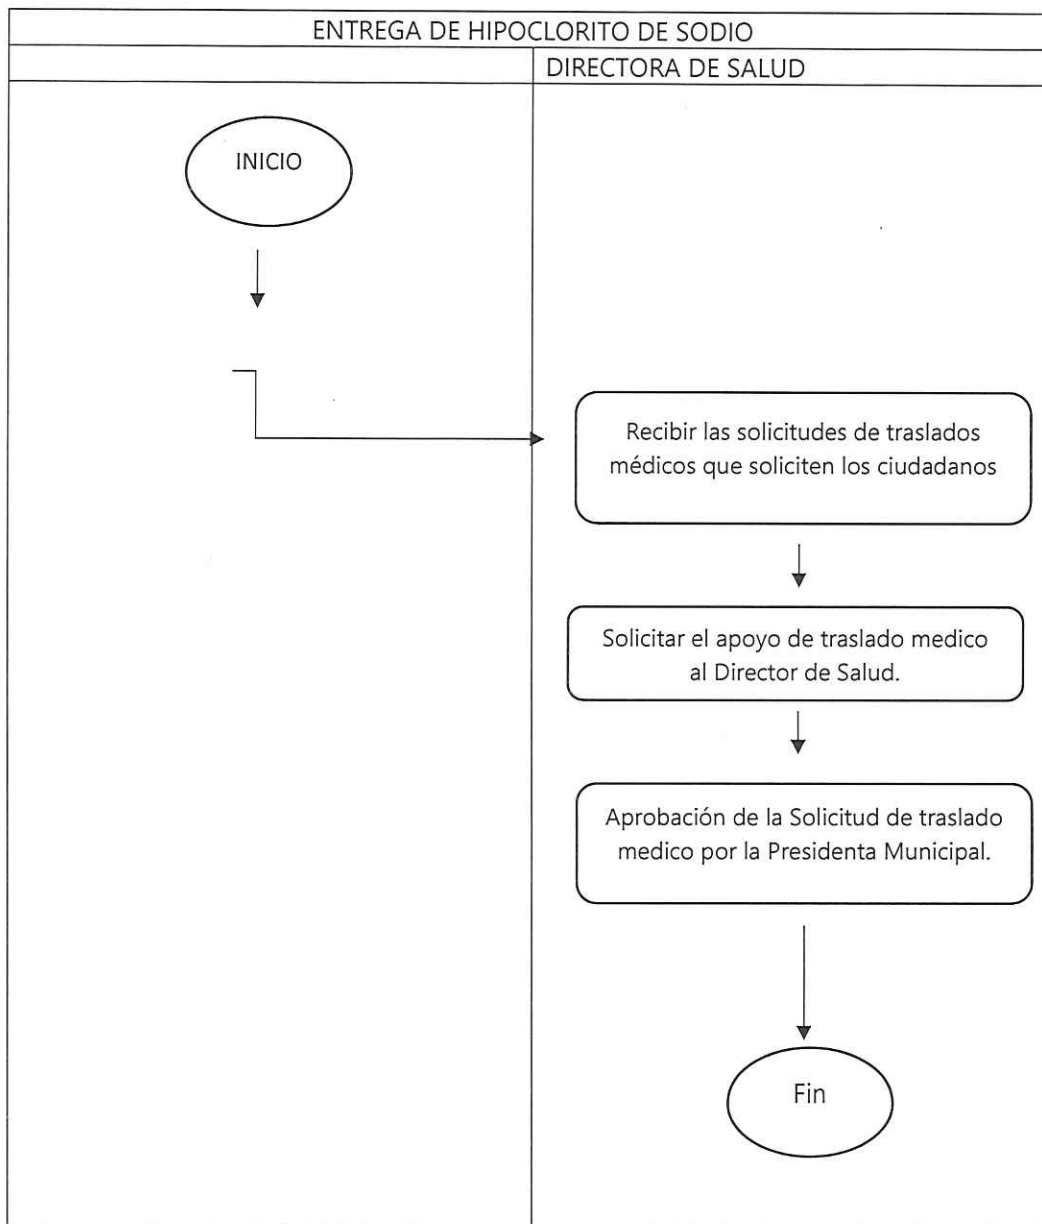 ENTREGA DE HIPOCLORITO DE SODIO
DIRECTORA DE SALUD
INICIO
Recibir las solicitudes de traslados
médicos que soliciten los ciudadanos
Solicitar el apoyo de traslado medico
al Director de Salud.
Aprobación de la Solicitud de traslado
medico por la Presidenta Municipal.
Fin